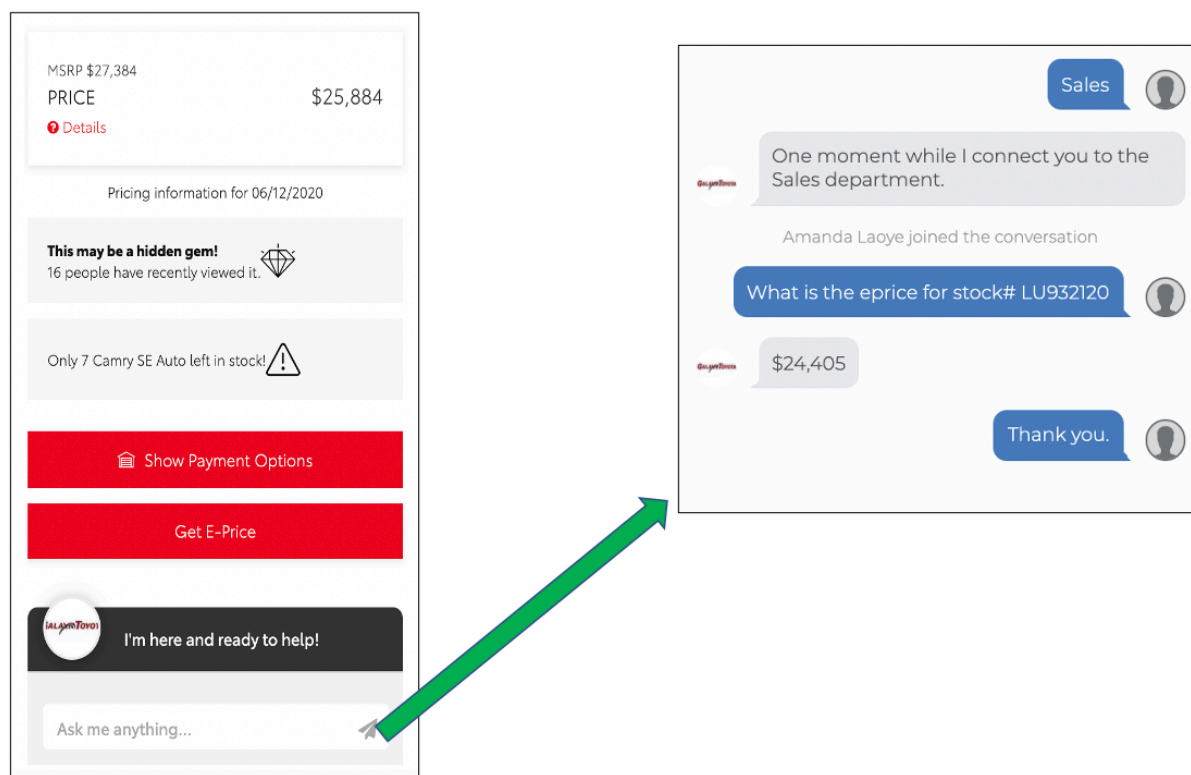 MSRP $27,384
PRICE $25,884
Details
Pricing information for 06/12/2020
This may be a hidden gem!
16 people have recently viewed it.
Only 7 Camry SE Auto left in stock!
Show Payment Options
Get E-Price
I'm here and ready to help!
Ask me anything...
Sales
One moment while I connect you to the
Sales department.
Amanda Laoye joined the conversation
What is the eprice for stock# LU932120
$24,405
Thank you.